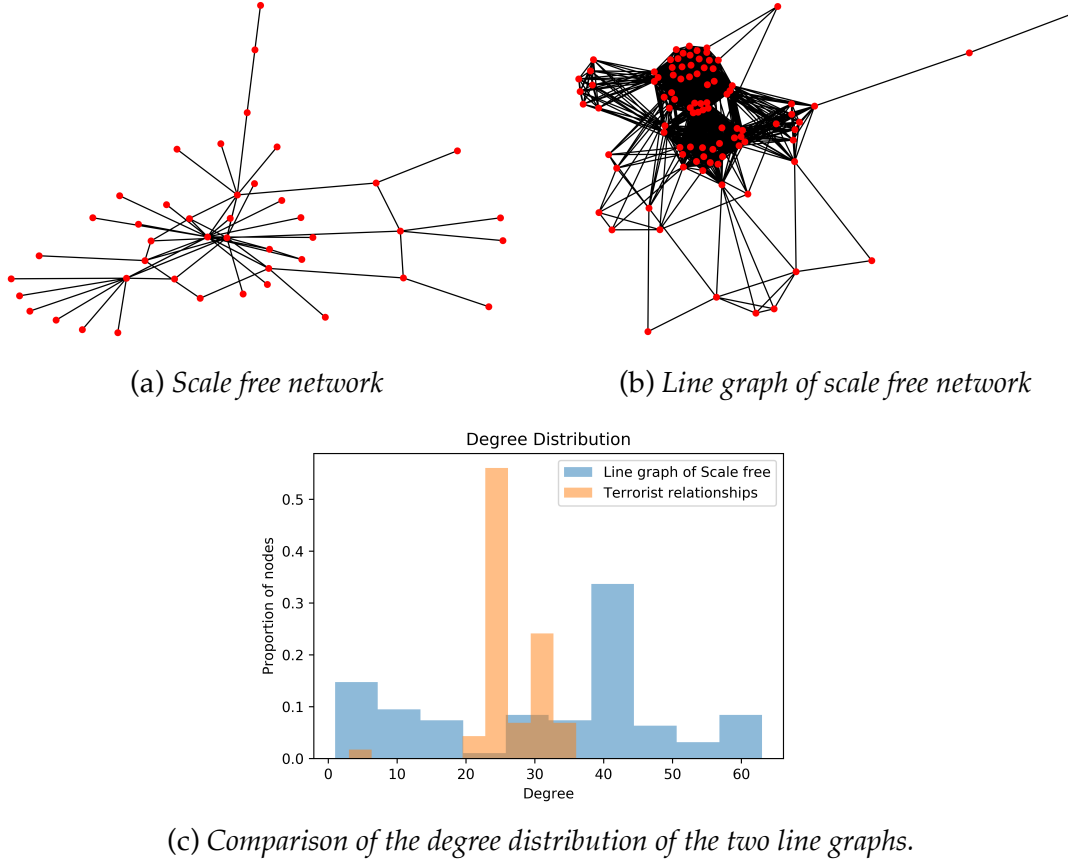 (a) Scale free network
(b) Line graph of scale free network
Degree Distribution
Line graph of Scale free
Terrorist relationships
Proportion of nodes
0.5
0.4
0.3
0.2
0.1
0.0
0 10 20 30 40 50 60
Degree
(c) Comparison of the degree distribution of the two line graphs.